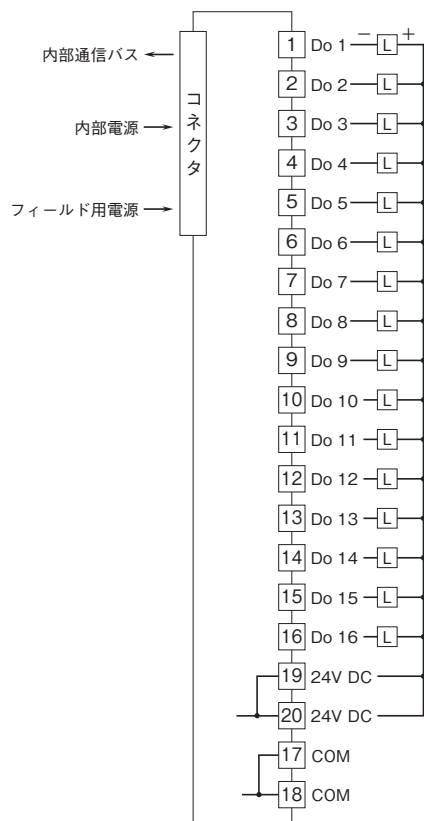 内部通信バス
内部電源
フィールド用電源
コネクタ
1 Do 1 − L +
2 Do 2 L
3 Do 3 L
4 Do 4 L
5 Do 5 L
6 Do 6 L
7 Do 7 L
8 Do 8 L
9 Do 9 L
10 Do 10 L
11 Do 11 L
12 Do 12 L
13 Do 13 L
14 Do 14 L
15 Do 15 L
16 Do 16 L
19 24V DC
20 24V DC
17 COM
18 COM